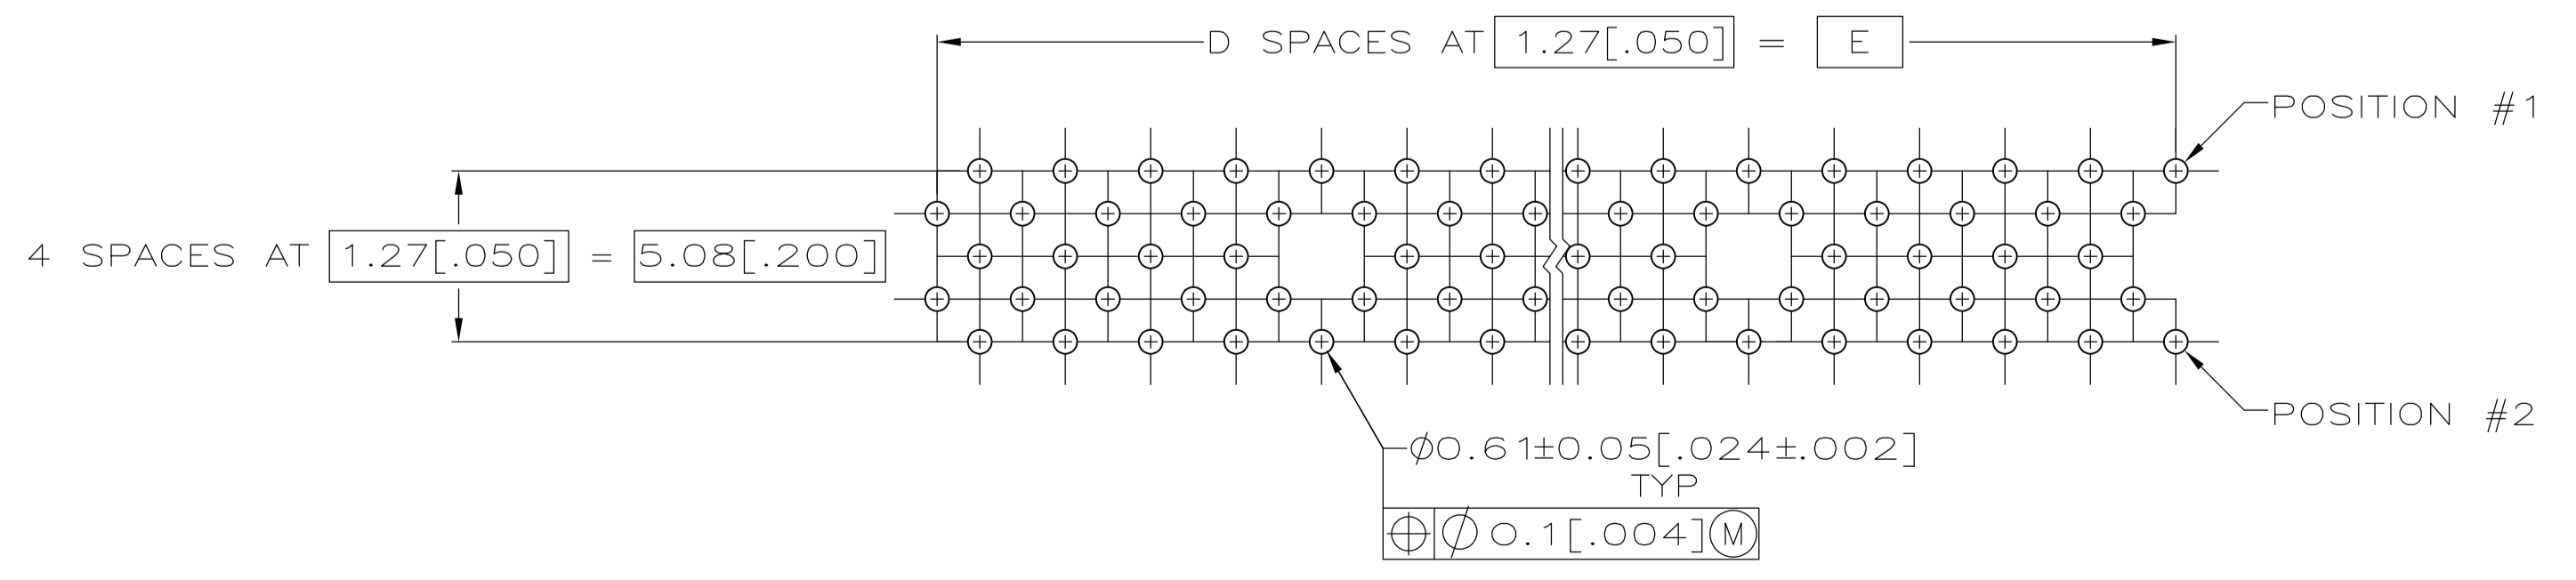 D SPACES AT 1.27[.050] = E
POSITION #1
4 SPACES AT 1.27[.050] = 5.08[.200]
POSITION #2
⌀0.61±0.05[.024±.002]
TYP
⌖ ⌀0.1[.004]Ⓜ